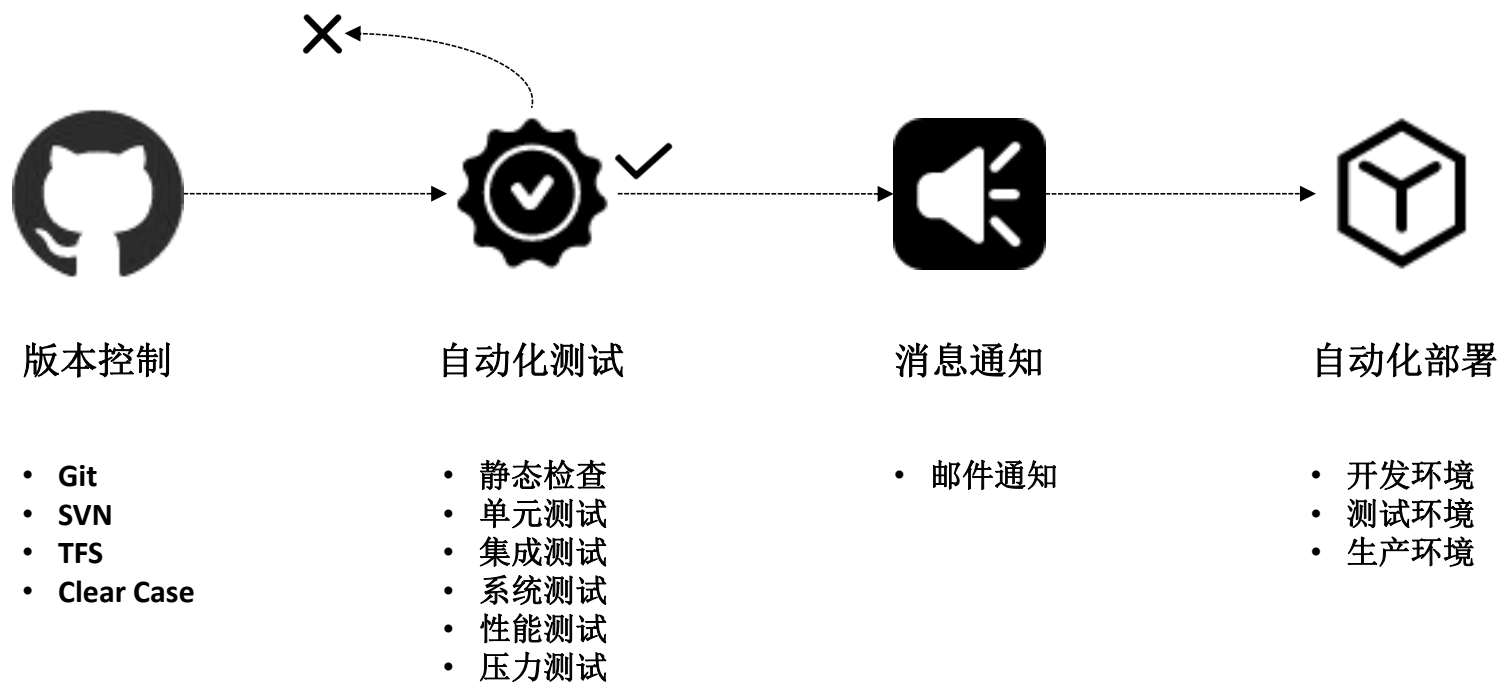 版本控制
自动化测试
消息通知
自动化部署
• Git
• SVN
• TFS
• Clear Case
• 静态检查
• 单元测试
• 集成测试
• 系统测试
• 性能测试
• 压力测试
• 邮件通知
• 开发环境
• 测试环境
• 生产环境